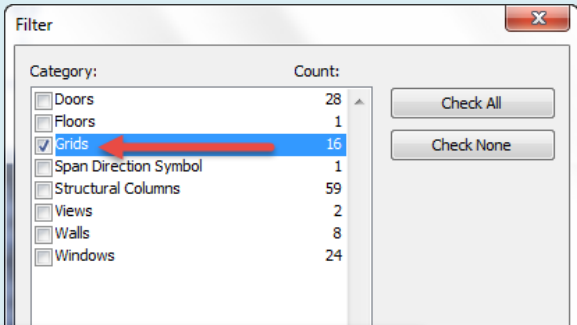 Filter
Category: Count:
Doors 28
Floors 1
Grids 16
Span Direction Symbol 1
Structural Columns 59
Views 2
Walls 8
Windows 24
Check All
Check None